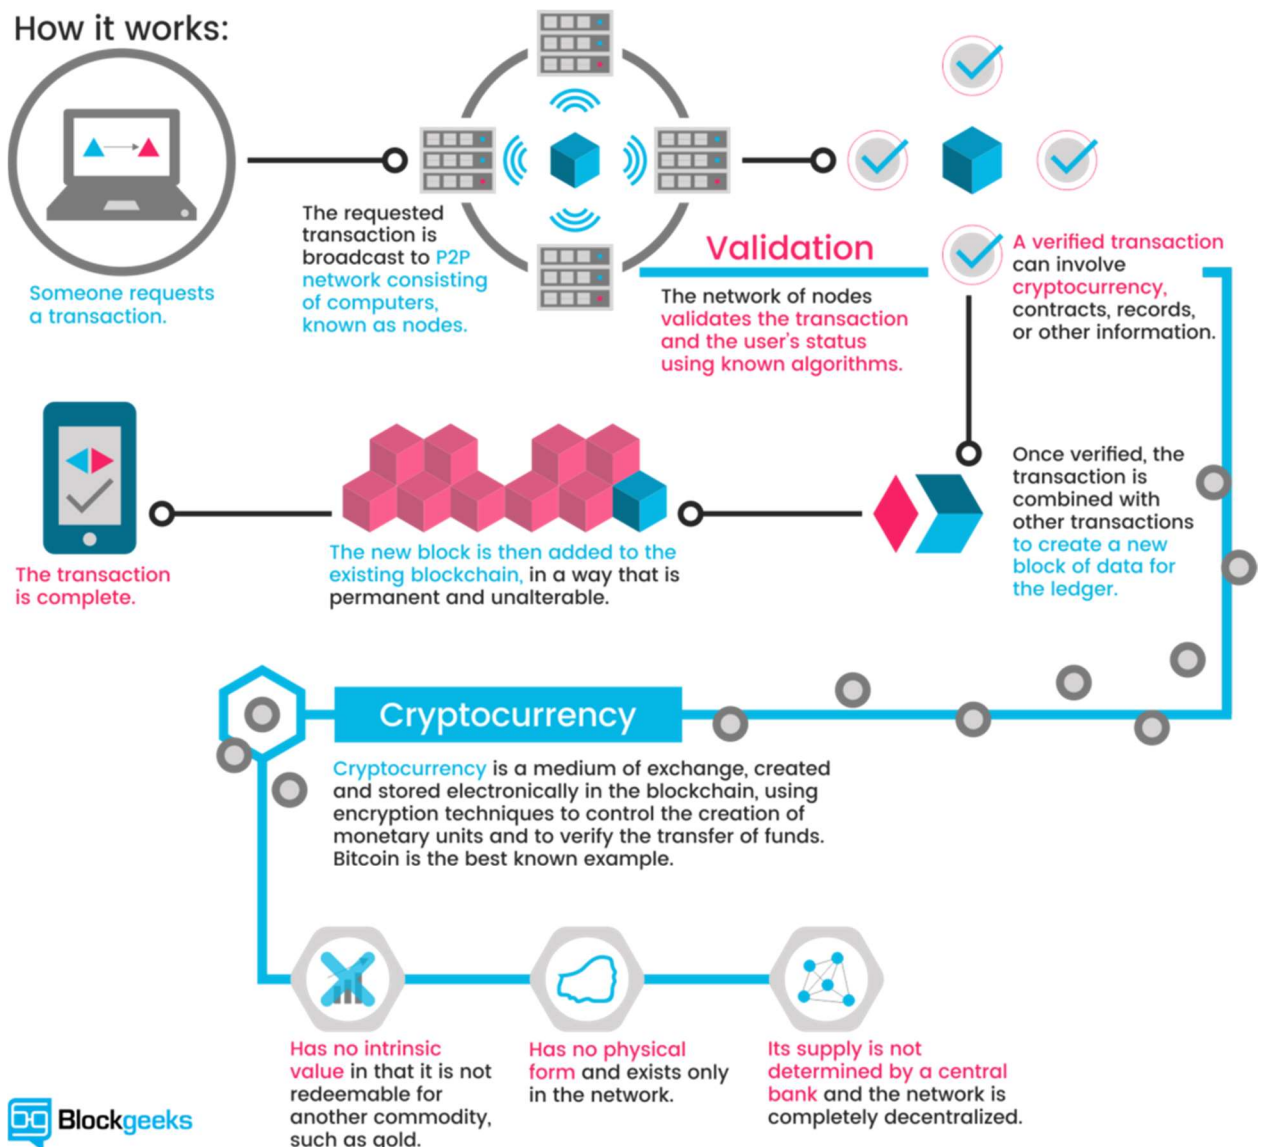 How it works:
Someone requests
a transaction.
The requested
transaction is
broadcast to P2P
network consisting
of computers,
known as nodes.
Validation
The network of nodes
validates the transaction
and the user's status
using known algorithms.
A verified transaction
can involve
cryptocurrency,
contracts, records,
or other information.
Once verified, the
transaction is
combined with
other transactions
to create a new
block of data for
the ledger.
The new block is then added to the
existing blockchain, in a way that is
permanent and unalterable.
The transaction
is complete.
Cryptocurrency
Cryptocurrency is a medium of exchange, created
and stored electronically in the blockchain, using
encryption techniques to control the creation of
monetary units and to verify the transfer of funds.
Bitcoin is the best known example.
Has no intrinsic
value in that it is not
redeemable for
another commodity,
such as gold.
Has no physical
form and exists only
in the network.
Its supply is not
determined by a central
bank and the network is
completely decentralized.
Blockgeeks